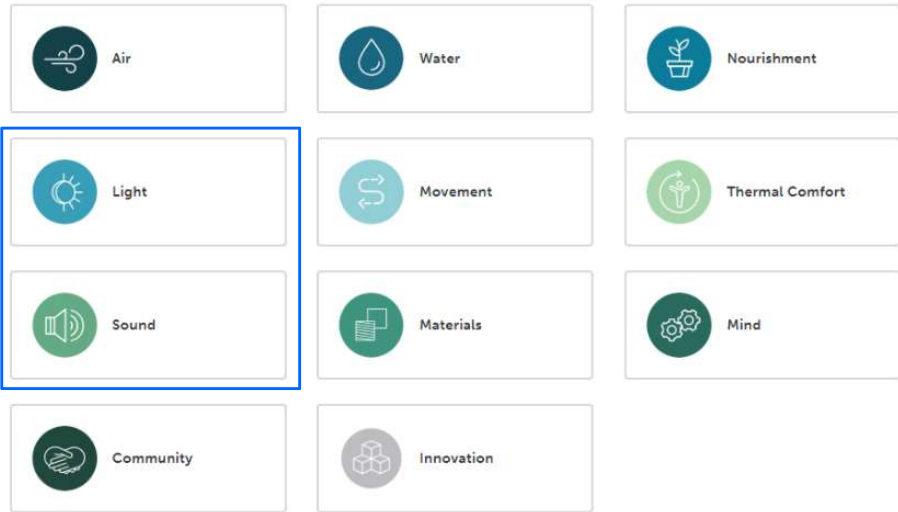 Air
Water
Nourishment
Light
Movement
Thermal Comfort
Sound
Materials
Mind
Community
Innovation